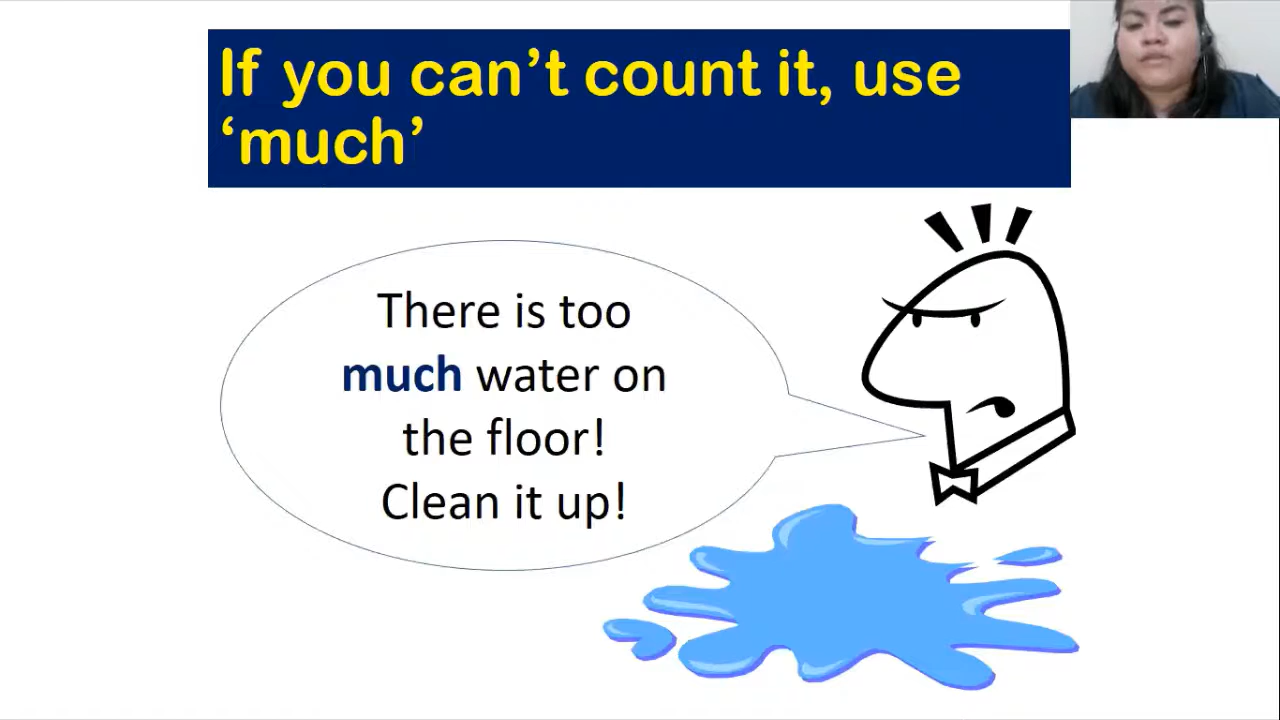 If you can’t count it, use
‘much’
There is too
much water on
the floor!
Clean it up!